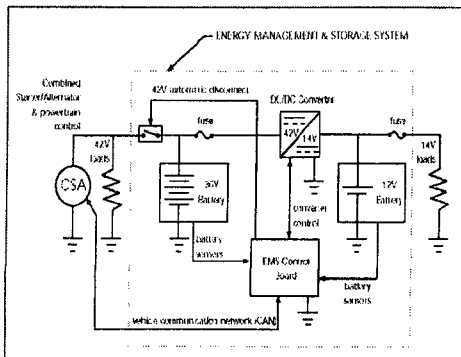 ENERGY MANAGEMENT & STORAGE SYSTEM
Combined
Starter/Alternator
& powertrain
control
42V automatic disconnect
DC/DC Converter
fuse
fuse
42V
loads
42V
14V
14V
loads
CSA
36V
Battery
12V
Battery
converter
control
battery
sensors
EMS Control
Board
battery
sensors
vehicle communication network (CAN)